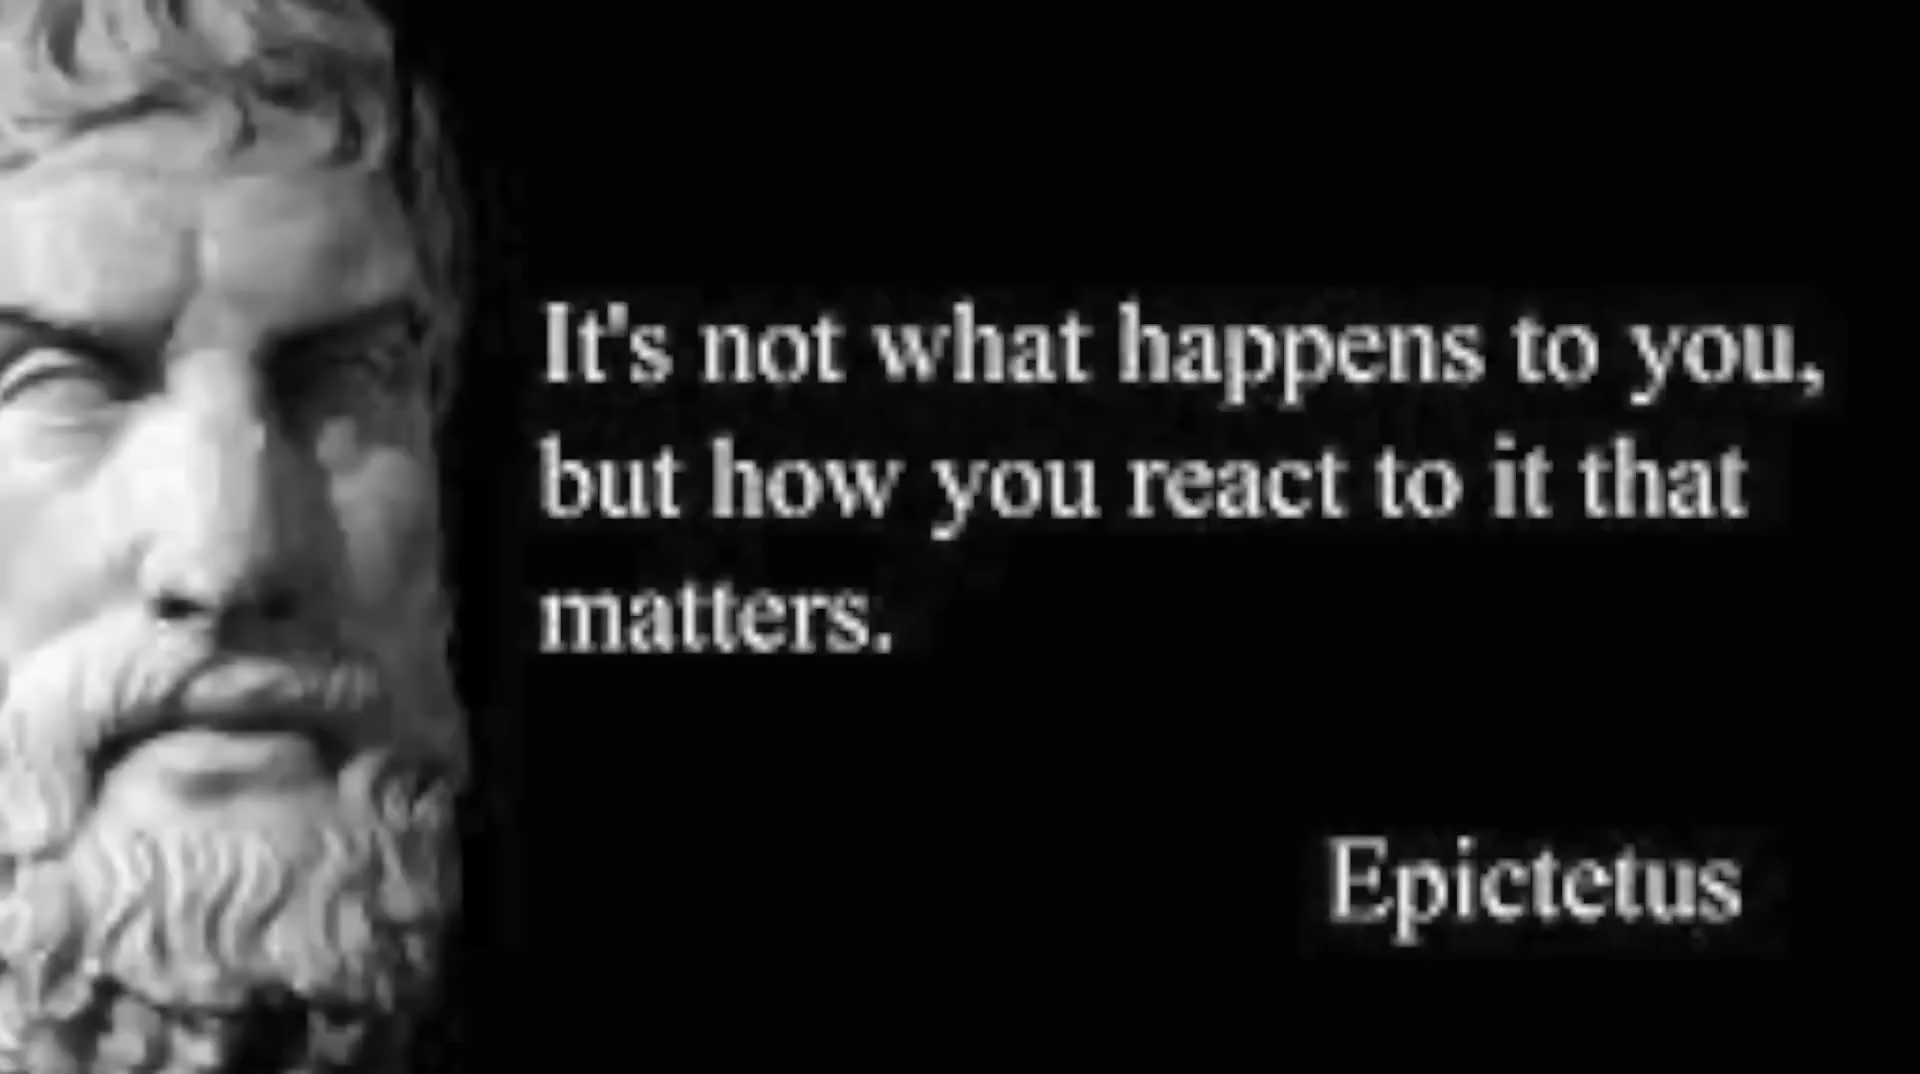 It's not what happens to you,
but how you react to it that
matters.
Epictetus